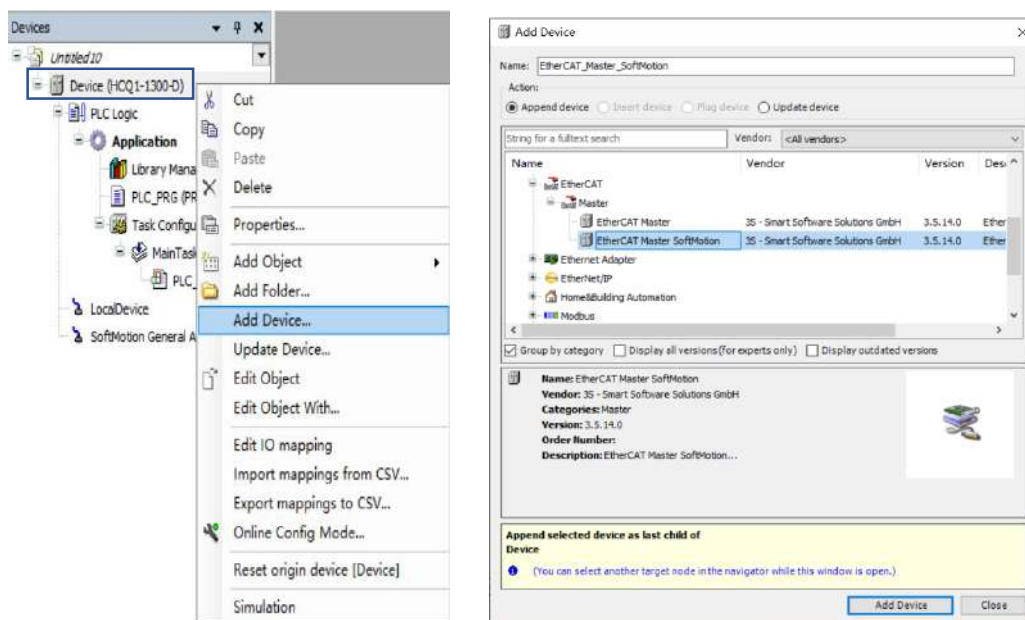 Devices
Untitled10
Device (HCQ1-1300-D)
PLC Logic
Application
Library Mana
PLC_PRG (PR
Task Configu
MainTas
PLC_
LocalDevice
SoftMotion General A
Cut
Copy
Paste
Delete
Properties...
Add Object
Add Folder...
Add Device...
Update Device...
Edit Object
Edit Object With...
Edit IO mapping
Import mappings from CSV...
Export mappings to CSV...
Online Config Mode...
Reset origin device [Device]
Simulation
Add Device
Name: EtherCAT_Master_SoftMotion
Action:
Append device Insert device Plug device Update device
String for a fulltext search Vendor: <All vendors>
Name Vendor Version Des
EtherCAT
Master
EtherCAT Master 3S - Smart Software Solutions GmbH 3.5.14.0 Ether
EtherCAT Master SoftMotion 3S - Smart Software Solutions GmbH 3.5.14.0 Ether
Ethernet Adapter
EtherNet/IP
Home&Building Automation
Modbus
Group by category Display all versions(for experts only) Display outdated versions
Name: EtherCAT Master SoftMotion
Vendor: 3S - Smart Software Solutions GmbH
Categories: Master
Version: 3.5.14.0
Order Number:
Description: EtherCAT Master SoftMotion...
Append selected device as last child of
Device
(You can select another target node in the navigator while this window is open.)
Add Device Close